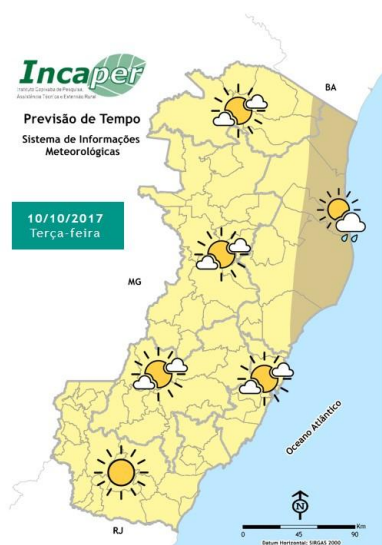 Incaper
Instituto Capixaba de Pesquisa
Assistência Técnica e Extensão Rural
Previsão de Tempo
Sistema de Informações
Meteorológicas
10/10/2017
Terça-feira
BA
MG
Oceano Atlântico
RJ
N
Km
0 45 90
Datum Horizontal: SIRGAS 2000